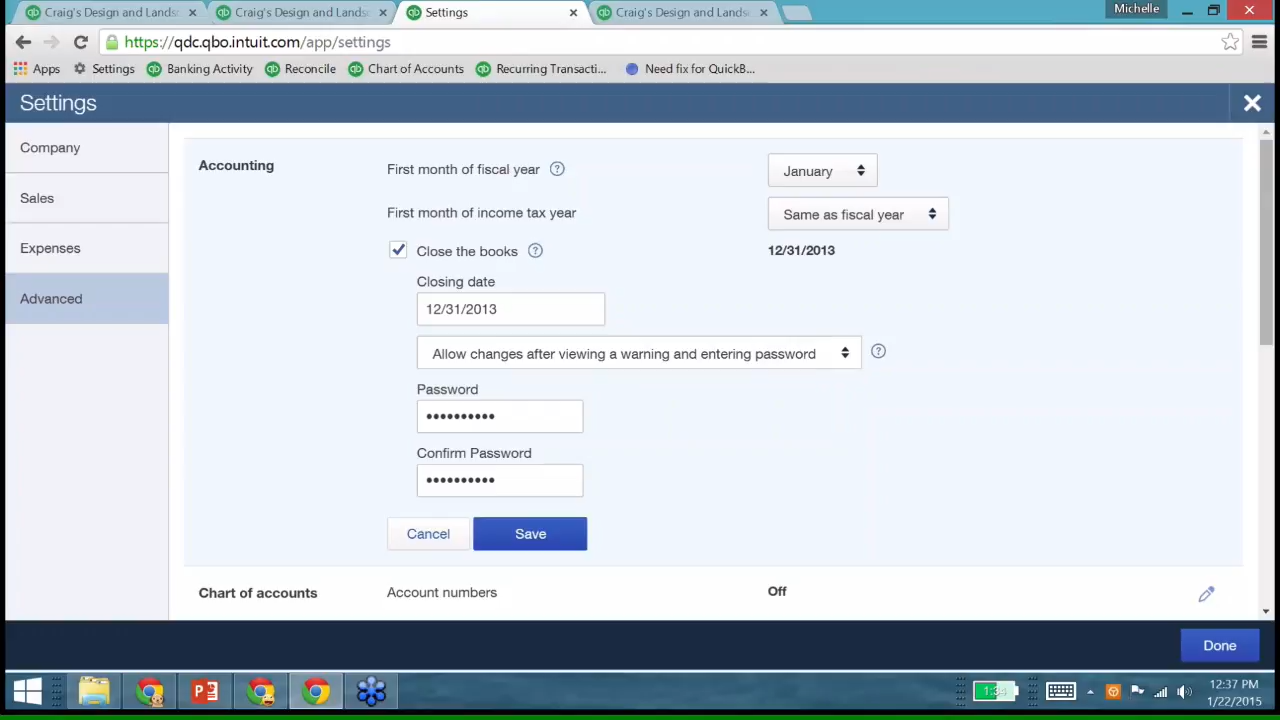 Craig's Design and Lands
Craig's Design and Lands
Settings
Craig's Design and Lands
Michelle
https://qdc.qbo.intuit.com/app/settings
Apps
Settings
Banking Activity
Reconcile
Chart of Accounts
Recurring Transacti...
Need fix for QuickB...
Settings
Company
Sales
Expenses
Advanced
Accounting
First month of fiscal year
January
First month of income tax year
Same as fiscal year
Close the books
12/31/2013
Closing date
12/31/2013
Allow changes after viewing a warning and entering password
Password
••••••••••
Confirm Password
••••••••••
Cancel
Save
Chart of accounts
Account numbers
Off
Done
12:37 PM
1/22/2015